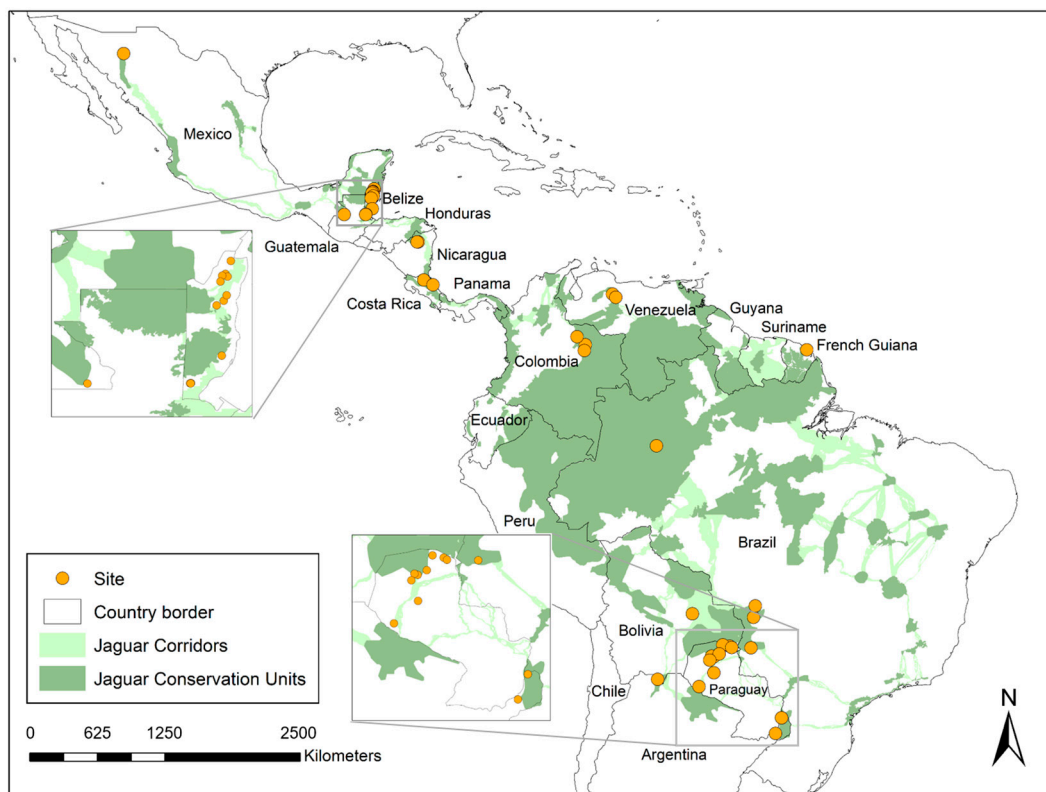 Mexico
Belize
Honduras
Guatemala
Nicaragua
Panama
Costa Rica
Venezuela
Guyana
Suriname
French Guiana
Colombia
Ecuador
Peru
Brazil
Bolivia
Chile
Paraguay
Argentina
Site
Country border
Jaguar Corridors
Jaguar Conservation Units
0 625 1250 2500
Kilometers
N